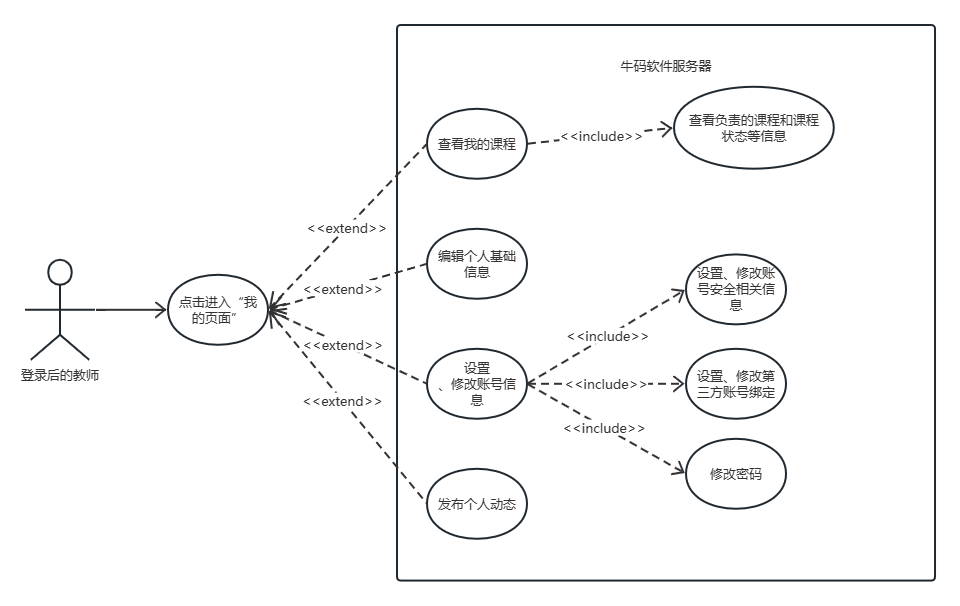 牛码软件服务器
查看我的课程
<<include>>
查看负责的课程和课程
状态等信息
<<extend>>
编辑个人基础
信息
<<extend>>
点击进入“我
的页面”
登录后的教师
<<extend>>
设置
、修改账号信
息
<<include>>
设置、修改账
号安全相关信
息
<<include>>
设置、修改第
三方账号绑定
<<include>>
修改密码
<<extend>>
发布个人动态